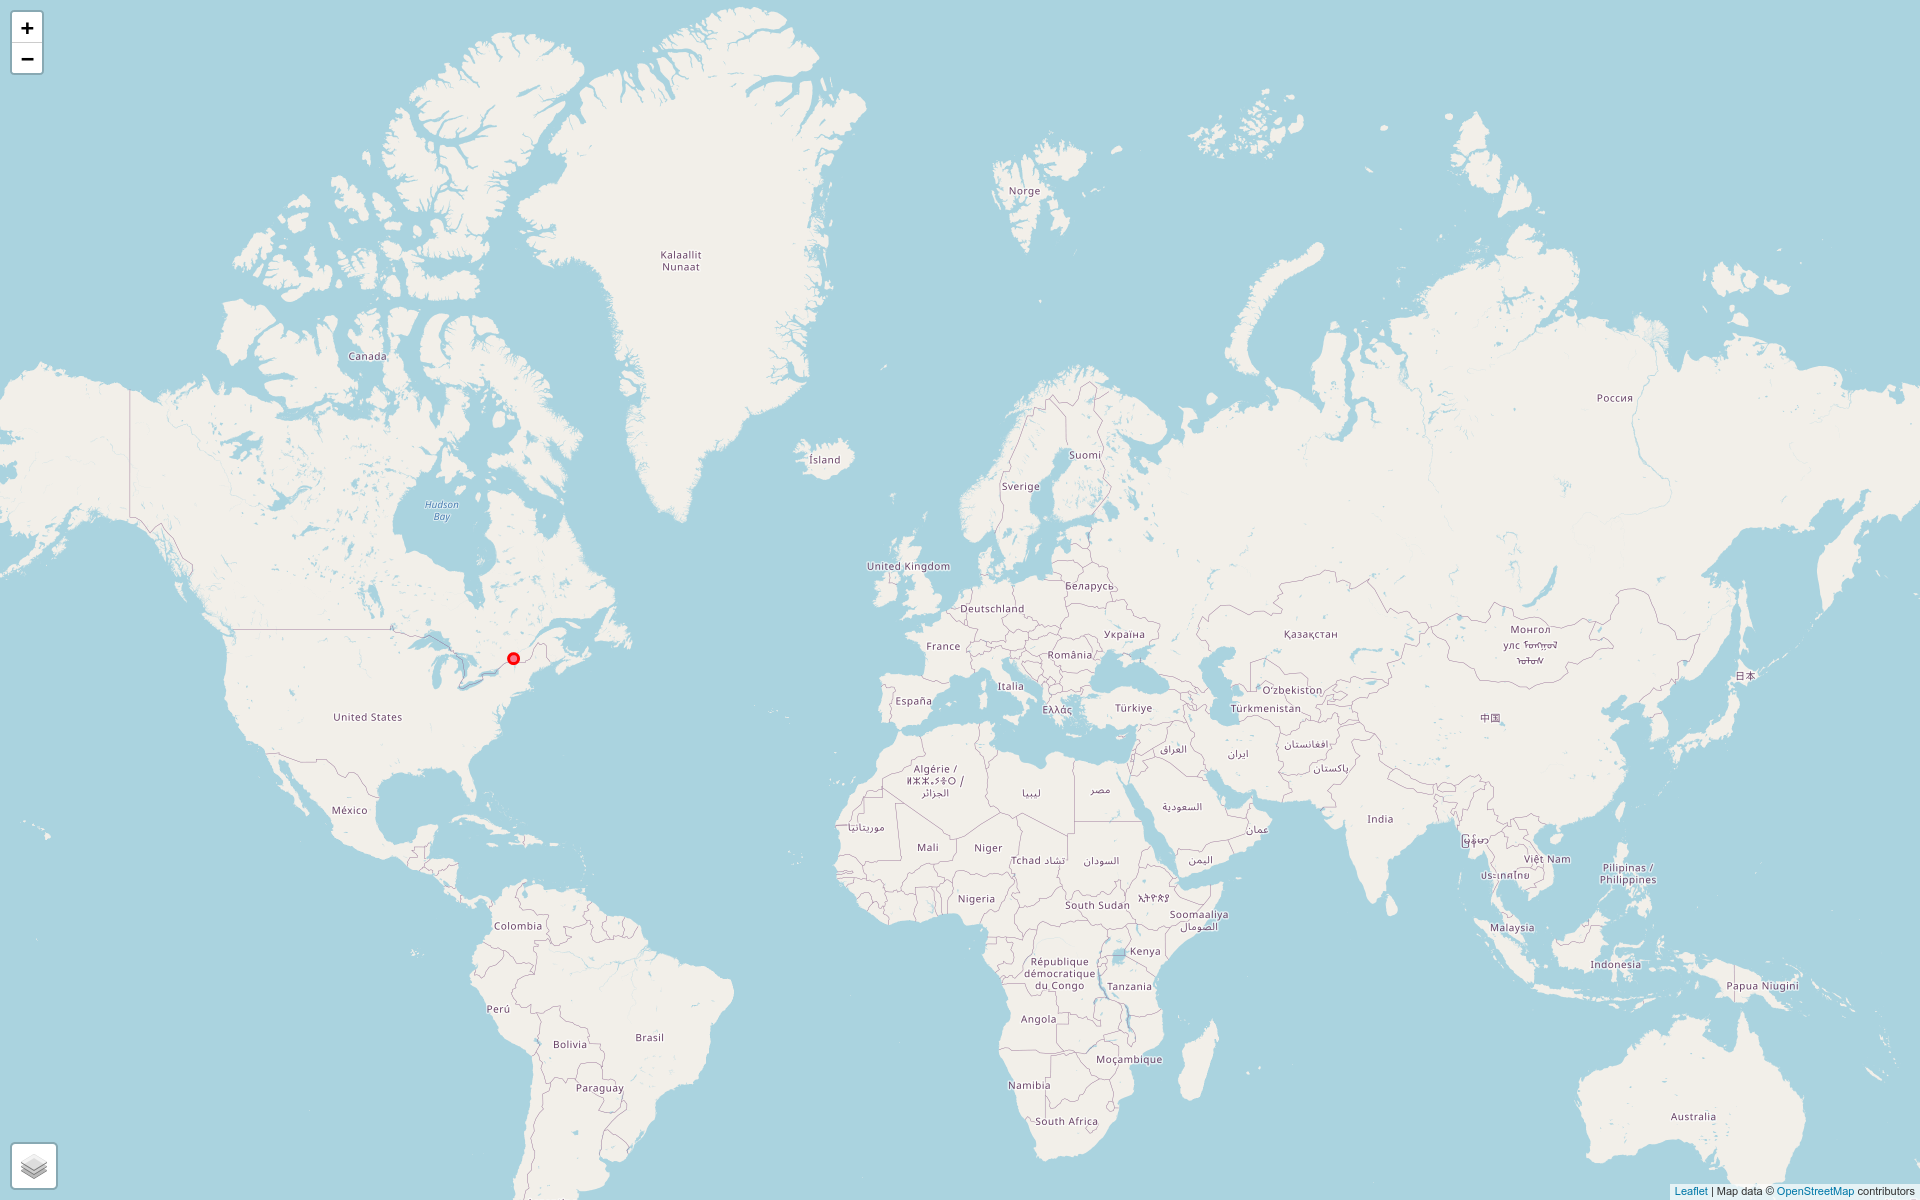 +
−
Norge
Kalaallit
Nunaat
Canada
Россия
Ísland
Suomi
Sverige
Hudson
Bay
United Kingdom
Беларусь
Deutschland
Україна
Қазақстан
Монгол
улс ᠮᠣᠩᠭᠣᠯ
ᠤᠯᠤᠰ
France
România
Italia
日本
España
Ελλάς
Türkiye
Oʻzbekiston
Türkmenistan
United States
中国
العراق
ایران
افغانستان
پاکستان
Algérie /
ⵍⵣⵣⴰⵢⴻⵔ /
الجزائر
ليبيا
مصر
السعودية
México
India
موريتانيا
عمان
မြန်မာ
Mali
Niger
Tchad تشاد
السودان
اليمن
Việt Nam
ประเทศไทย
Pilipinas /
Philippines
Nigeria
South Sudan
ኢትዮጵያ
Soomaaliya
الصومال
Colombia
Malaysia
Kenya
République
démocratique
du Congo
Indonesia
Tanzania
Papua Niugini
Perú
Angola
Brasil
Bolivia
Moçambique
Paraguay
Namibia
South Africa
Australia
Leaflet | Map data © OpenStreetMap contributors